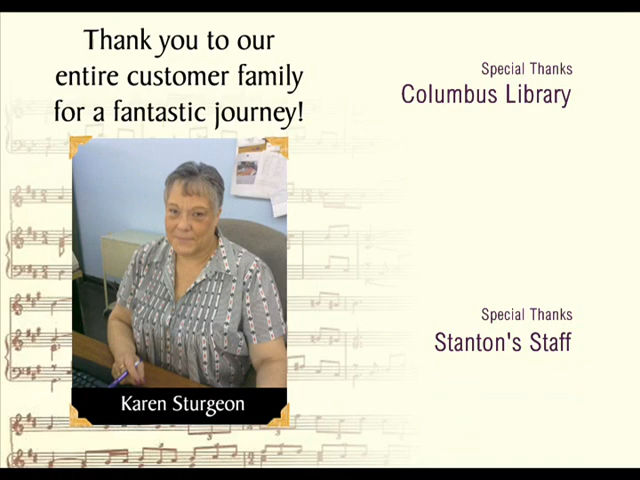 Thank you to our
entire customer family
for a fantastic journey!
Karen Sturgeon
Special Thanks
Columbus Library
Special Thanks
Stanton's Staff